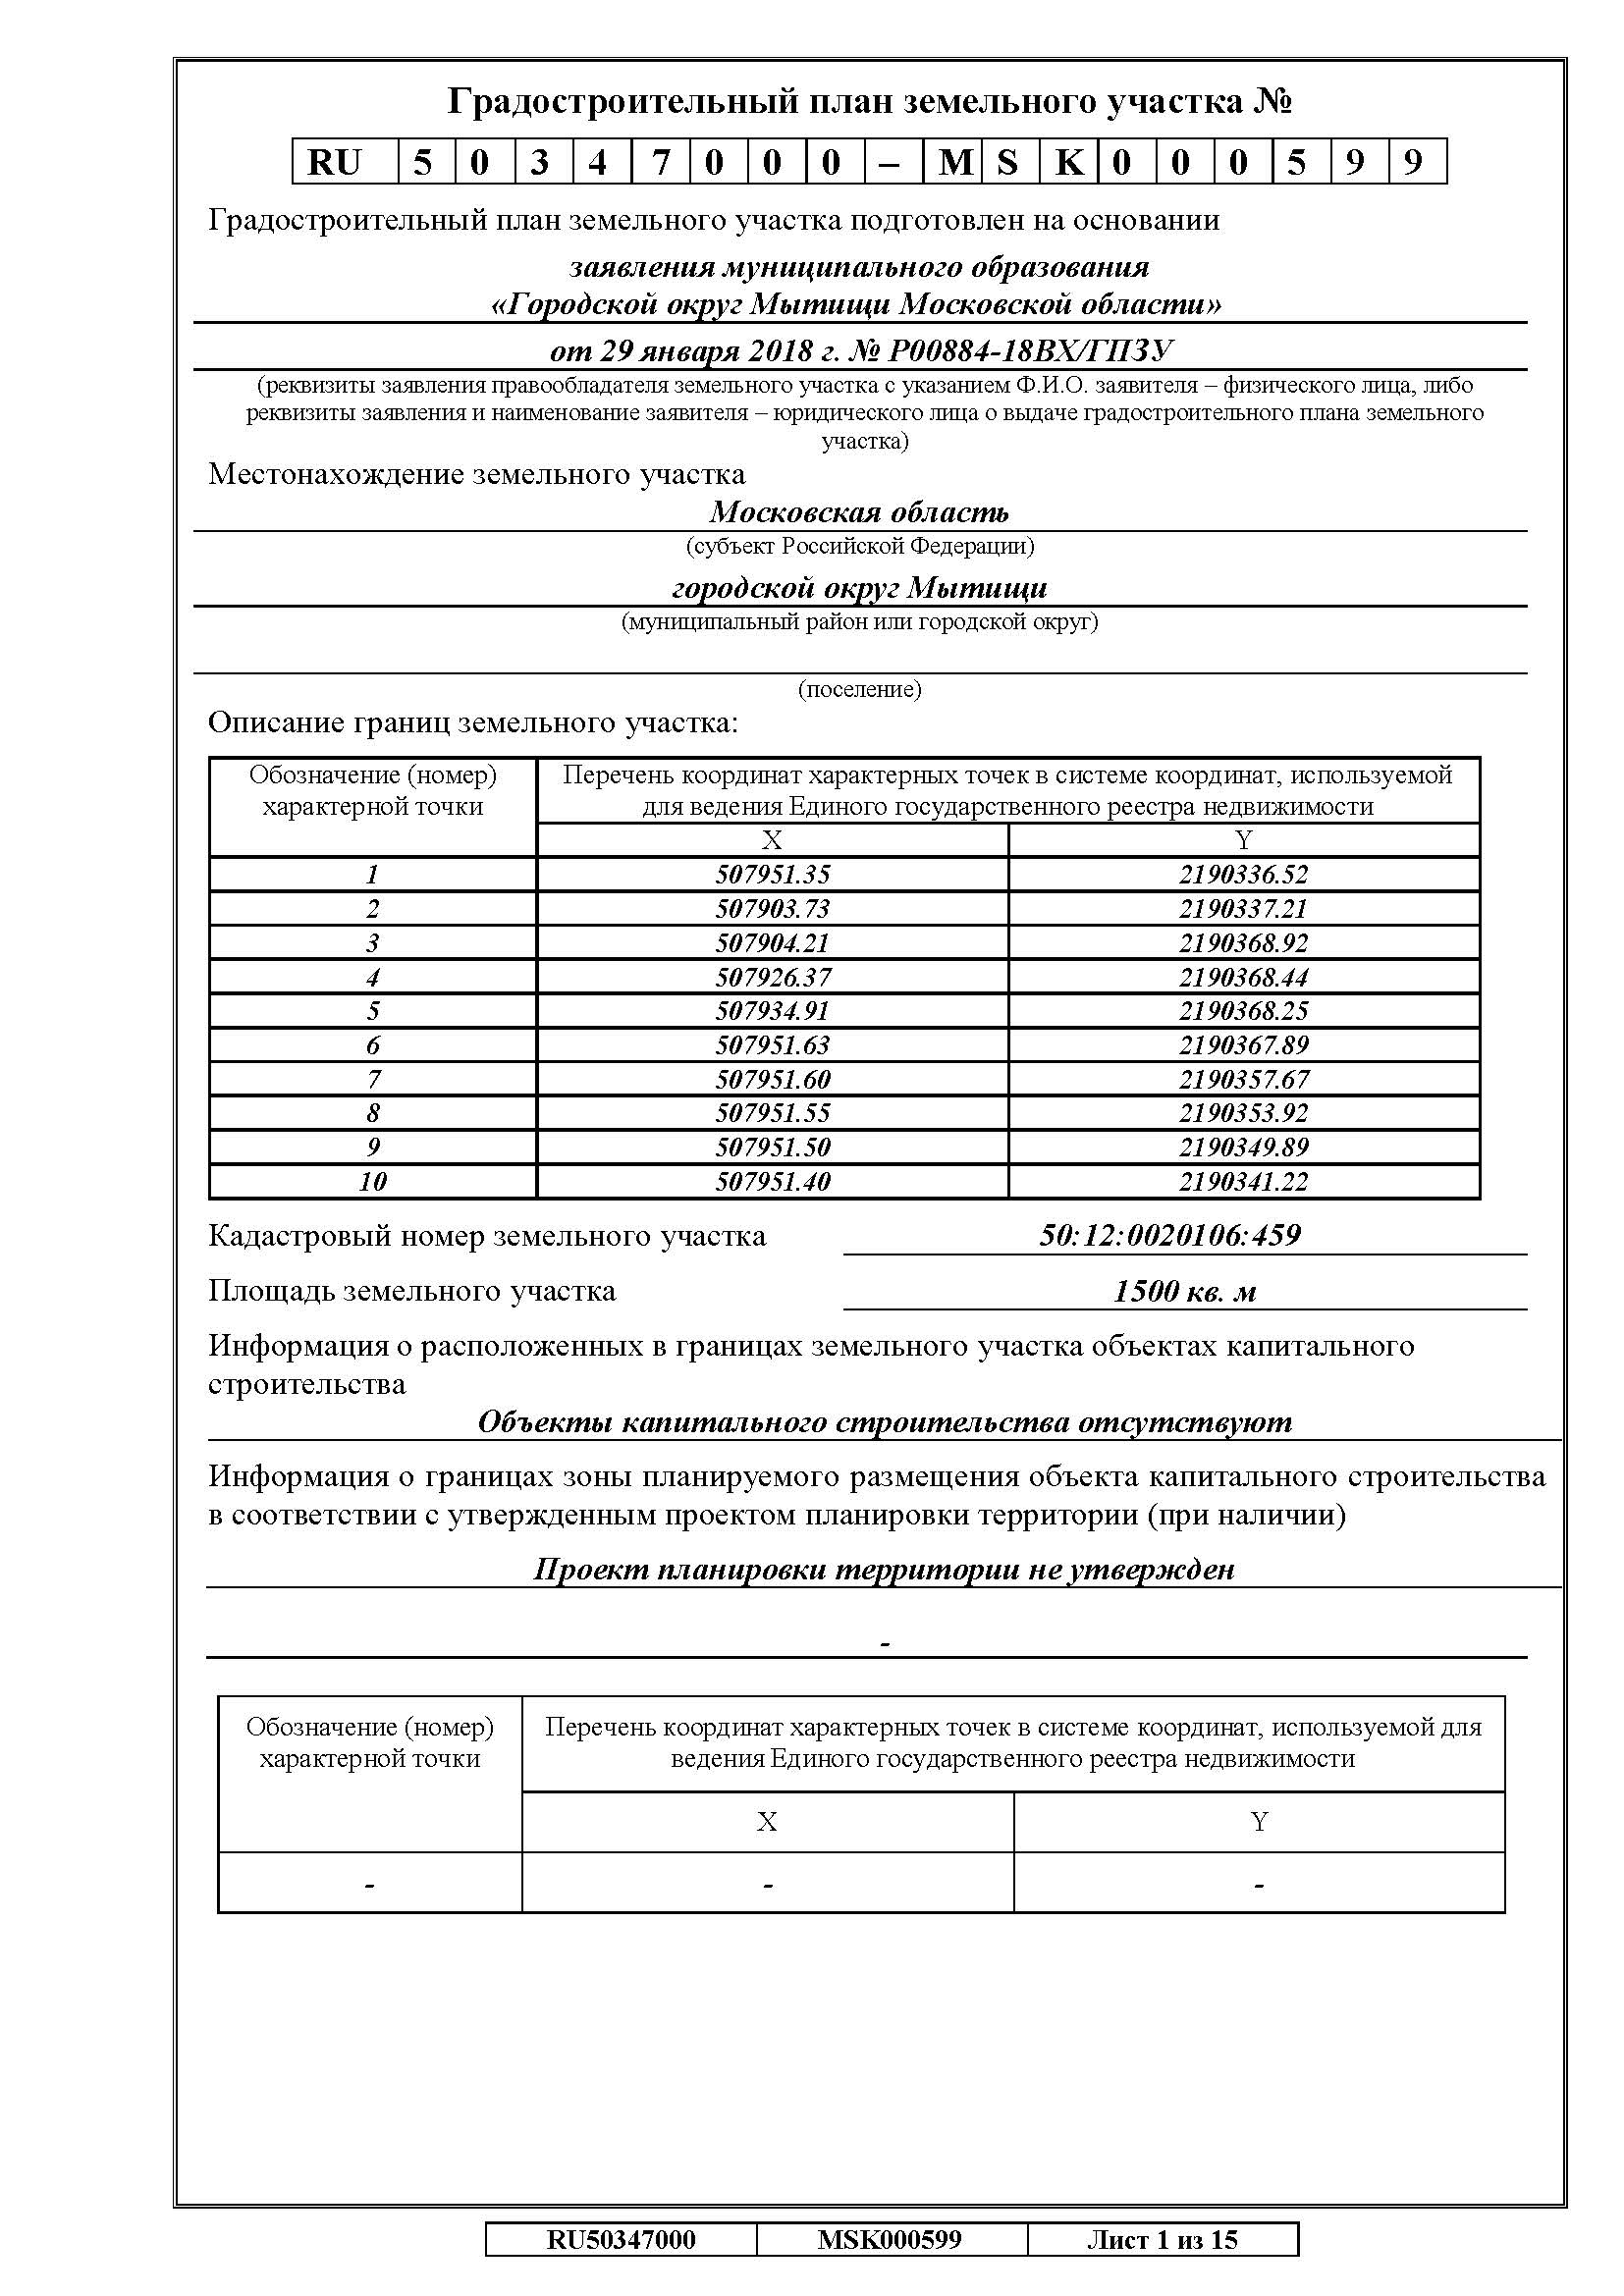 Градостроительный план земельного участка №
RU 5 0 3 4 7 0 0 0 – M S K 0 0 0 5 9 9
Градостроительный план земельного участка подготовлен на основании
заявления муниципального образования
«Городской округ Мытищи Московской области»
от 29 января 2018 г. № Р00884-18ВХ/ГПЗУ
(реквизиты заявления правообладателя земельного участка с указанием Ф.И.О. заявителя – физического лица, либо
реквизиты заявления и наименование заявителя – юридического лица о выдаче градостроительного плана земельного
участка)
Местонахождение земельного участка
Московская область
(субъект Российской Федерации)
городской округ Мытищи
(муниципальный район или городской округ)
(поселение)
Описание границ земельного участка:
Обозначение (номер) характерной точки
Перечень координат характерных точек в системе координат, используемой
для ведения Единого государственного реестра недвижимости
X Y
1 507951.35 2190336.52
2 507903.73 2190337.21
3 507904.21 2190368.92
4 507926.37 2190368.44
5 507934.91 2190368.25
6 507951.63 2190367.89
7 507951.60 2190357.67
8 507951.55 2190353.92
9 507951.50 2190349.89
10 507951.40 2190341.22
Кадастровый номер земельного участка 50:12:0020106:459
Площадь земельного участка 1500 кв. м
Информация о расположенных в границах земельного участка объектах капитального
строительства
Объекты капитального строительства отсутствуют
Информация о границах зоны планируемого размещения объекта капитального строительства
в соответствии с утвержденным проектом планировки территории (при наличии)
Проект планировки территории не утвержден
-
Обозначение (номер)
характерной точки
Перечень координат характерных точек в системе координат, используемой для
ведения Единого государственного реестра недвижимости
X Y
- - -
RU50347000 MSK000599 Лист 1 из 15